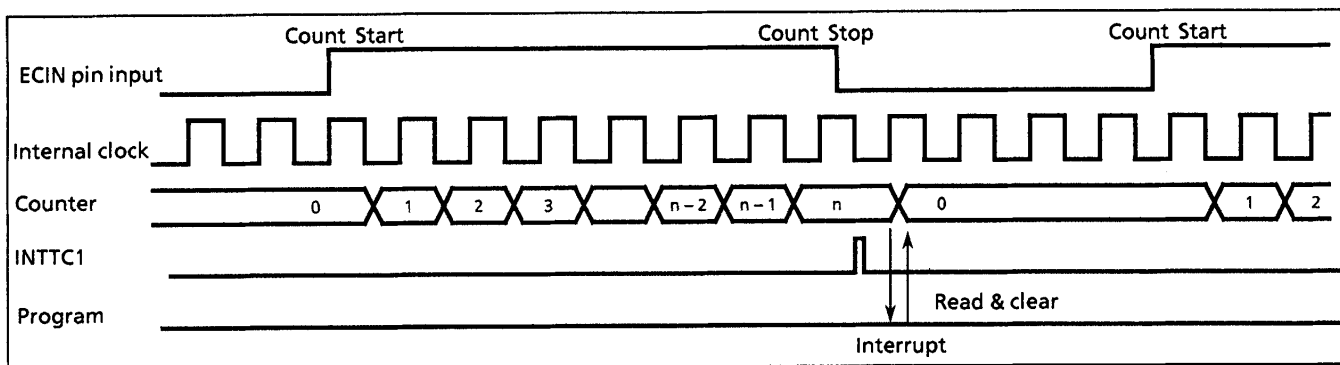 Count Start Count Stop Count Start
ECIN pin input
Internal clock
Counter 0 1 2 3 n-2 n-1 n 0 1 2
INTTC1
Read & clear
Program
Interrupt